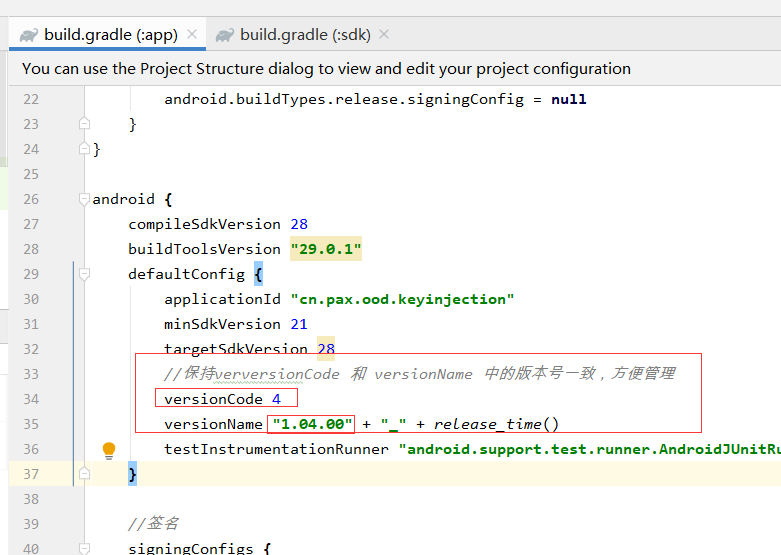 build.gradle (:app)
build.gradle (:sdk)
You can use the Project Structure dialog to view and edit your project configuration
22 android.buildTypes.release.signingConfig = null
23 }
24 }
25
26 android {
27 compileSdkVersion 28
28 buildToolsVersion "29.0.1"
29 defaultConfig {
30 applicationId "cn.pax.ood.keyinjection"
31 minSdkVersion 21
32 targetSdkVersion 28
33 //保持verversionCode 和 versionName 中的版本号一致，方便管理
34 versionCode 4
35 versionName "1.04.00" + "_" + release_time()
36 testInstrumentationRunner "android.support.test.runner.AndroidJUnitRu
37 }
38
39 //签名
40 signingConfigs {